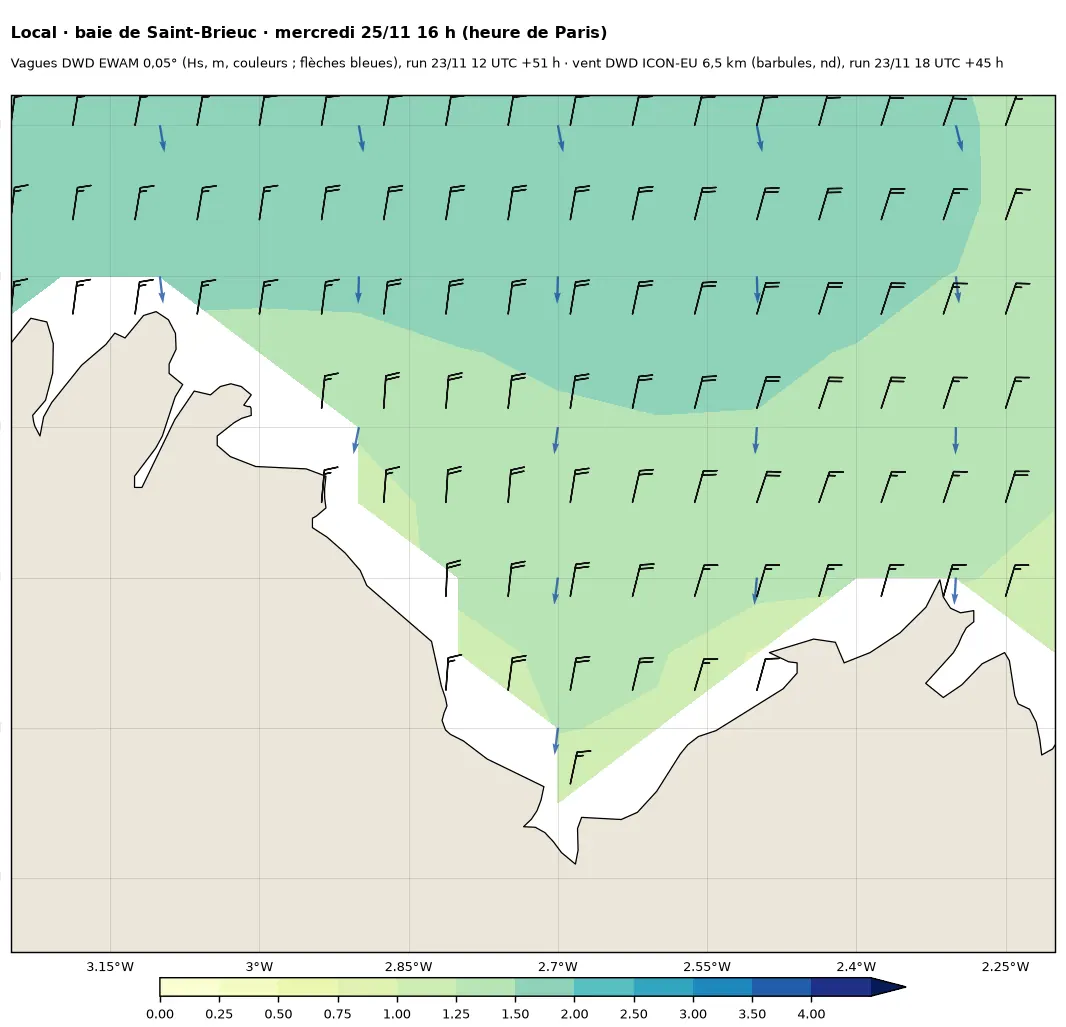 Local · baie de Saint-Brieuc · mercredi 25/11 16 h (heure de Paris)
Vagues DWD EWAM 0,05° (Hs, m, couleurs ; flèches bleues), run 23/11 12 UTC +51 h · vent DWD ICON-EU 6,5 km (barbules, nd), run 23/11 18 UTC +45 h
3.15°W 3°W 2.85°W 2.7°W 2.55°W 2.4°W 2.25°W
0.00 0.25 0.50 0.75 1.00 1.25 1.50 2.00 2.50 3.00 3.50 4.00